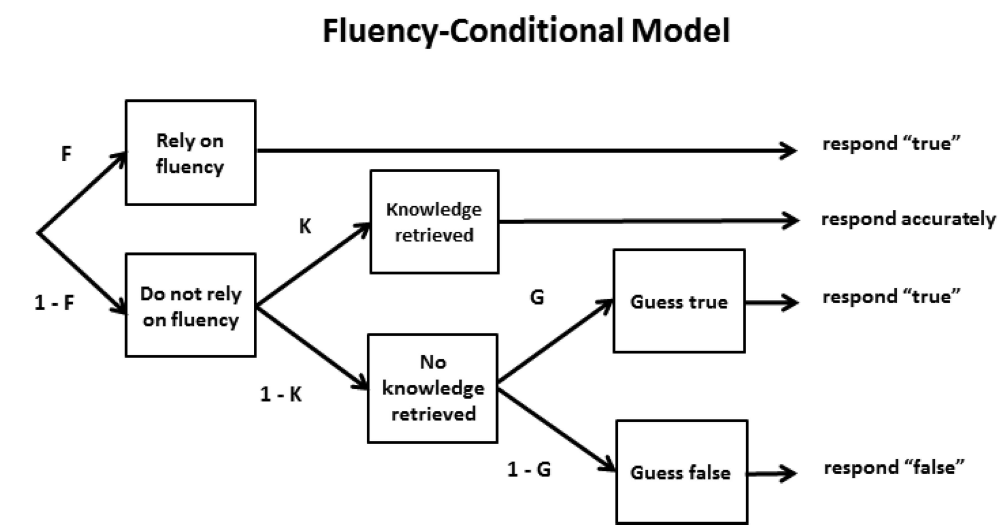 Fluency-Conditional Model
F
Rely on
fluency
respond "true"
K
Knowledge
retrieved
respond accurately
1 - F
Do not rely
on fluency
G
Guess true
respond "true"
1 - K
No
knowledge
retrieved
1 - G
Guess false
respond "false"